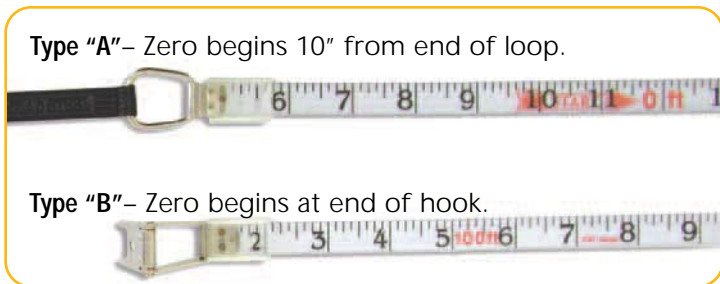 Type “A”– Zero begins 10″ from end of loop.
6 7 8 9 10 11 0 ft 1
Type “B”– Zero begins at end of hook.
2 3 4 5 100ft 6 7 8 9